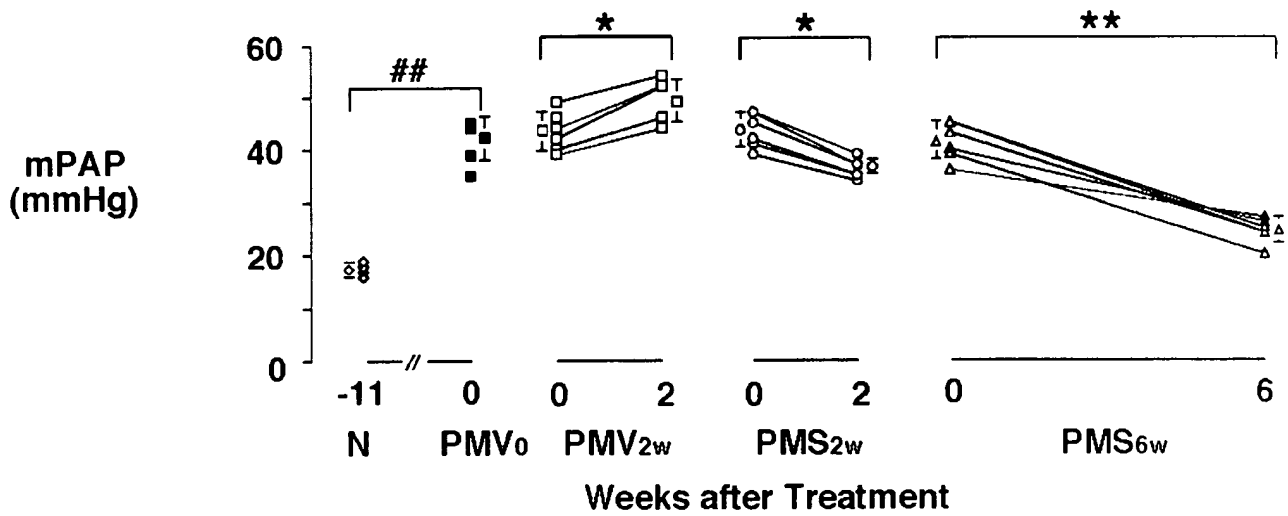 * * **
60
##
mPAP
(mmHg)
40
20
0
-11 // 0 0 2 0 2 0 6
N PMV0 PMV2w PMS2w PMS6w
Weeks after Treatment